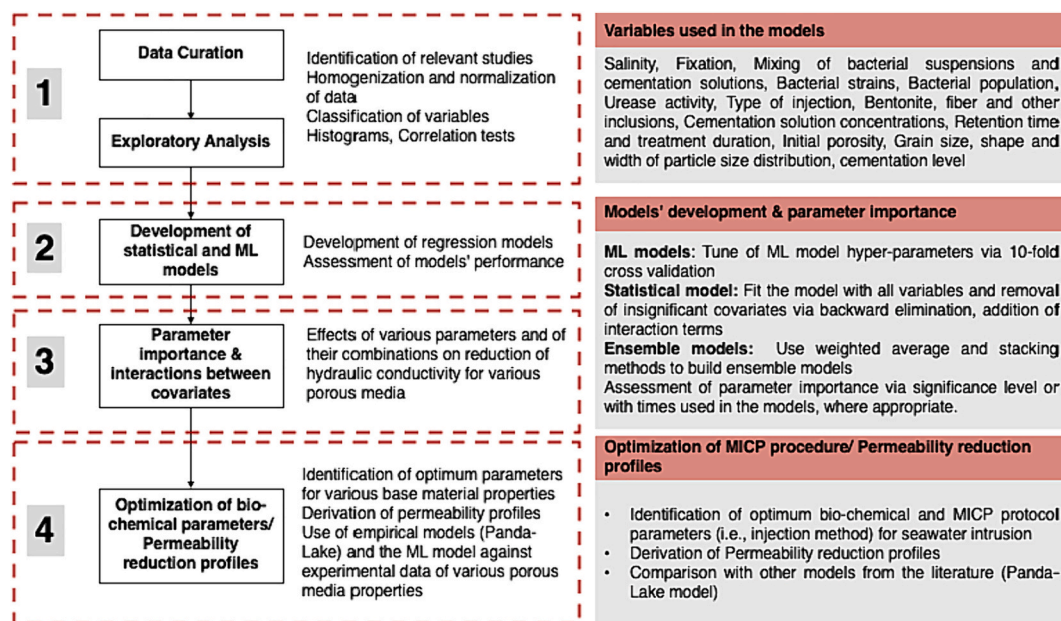 1
Data Curation
Exploratory Analysis
Identification of relevant studies
Homogenization and normalization
of data
Classification of variables
Histograms, Correlation tests
2
Development of
statistical and ML
models
Development of regression models
Assessment of models' performance
3
Parameter
importance &
interactions between
covariates
Effects of various parameters and of
their combinations on reduction of
hydraulic conductivity for various
porous media
4
Optimization of bio-
chemical parameters/
Permeability
reduction profiles
Identification of optimum parameters
for various base material properties
Derivation of permeability profiles
Use of empirical models (Panda-
Lake) and the ML model against
experimental data of various porous
media properties
Variables used in the models
Salinity, Fixation, Mixing of bacterial suspensions and
cementation solutions, Bacterial strains, Bacterial population,
Urease activity, Type of injection, Bentonite, fiber and other
inclusions, Cementation solution concentrations, Retention time
and treatment duration, Initial porosity, Grain size, shape and
width of particle size distribution, cementation level
Models' development & parameter importance
ML models: Tune of ML model hyper-parameters via 10-fold
cross validation
Statistical model: Fit the model with all variables and removal
of insignificant covariates via backward elimination, addition of
interaction terms
Ensemble models: Use weighted average and stacking
methods to build ensemble models
Assessment of parameter importance via significance level or
with times used in the models, where appropriate.
Optimization of MICP procedure/ Permeability reduction
profiles
• Identification of optimum bio-chemical and MICP protocol
parameters (i.e., injection method) for seawater intrusion
• Derivation of Permeability reduction profiles
• Comparison with other models from the literature (Panda-
Lake model)